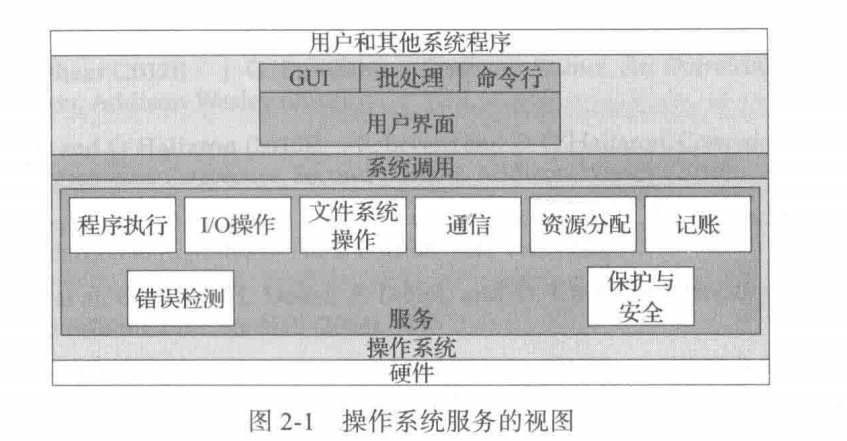 用户和其他系统程序
GUI 批处理 命令行
用户界面
系统调用
程序执行 I/O操作 文件系统 通信 资源分配 记账
操作
错误检测 保护与
安全
服务
操作系统
硬件
图 2-1 操作系统服务的视图